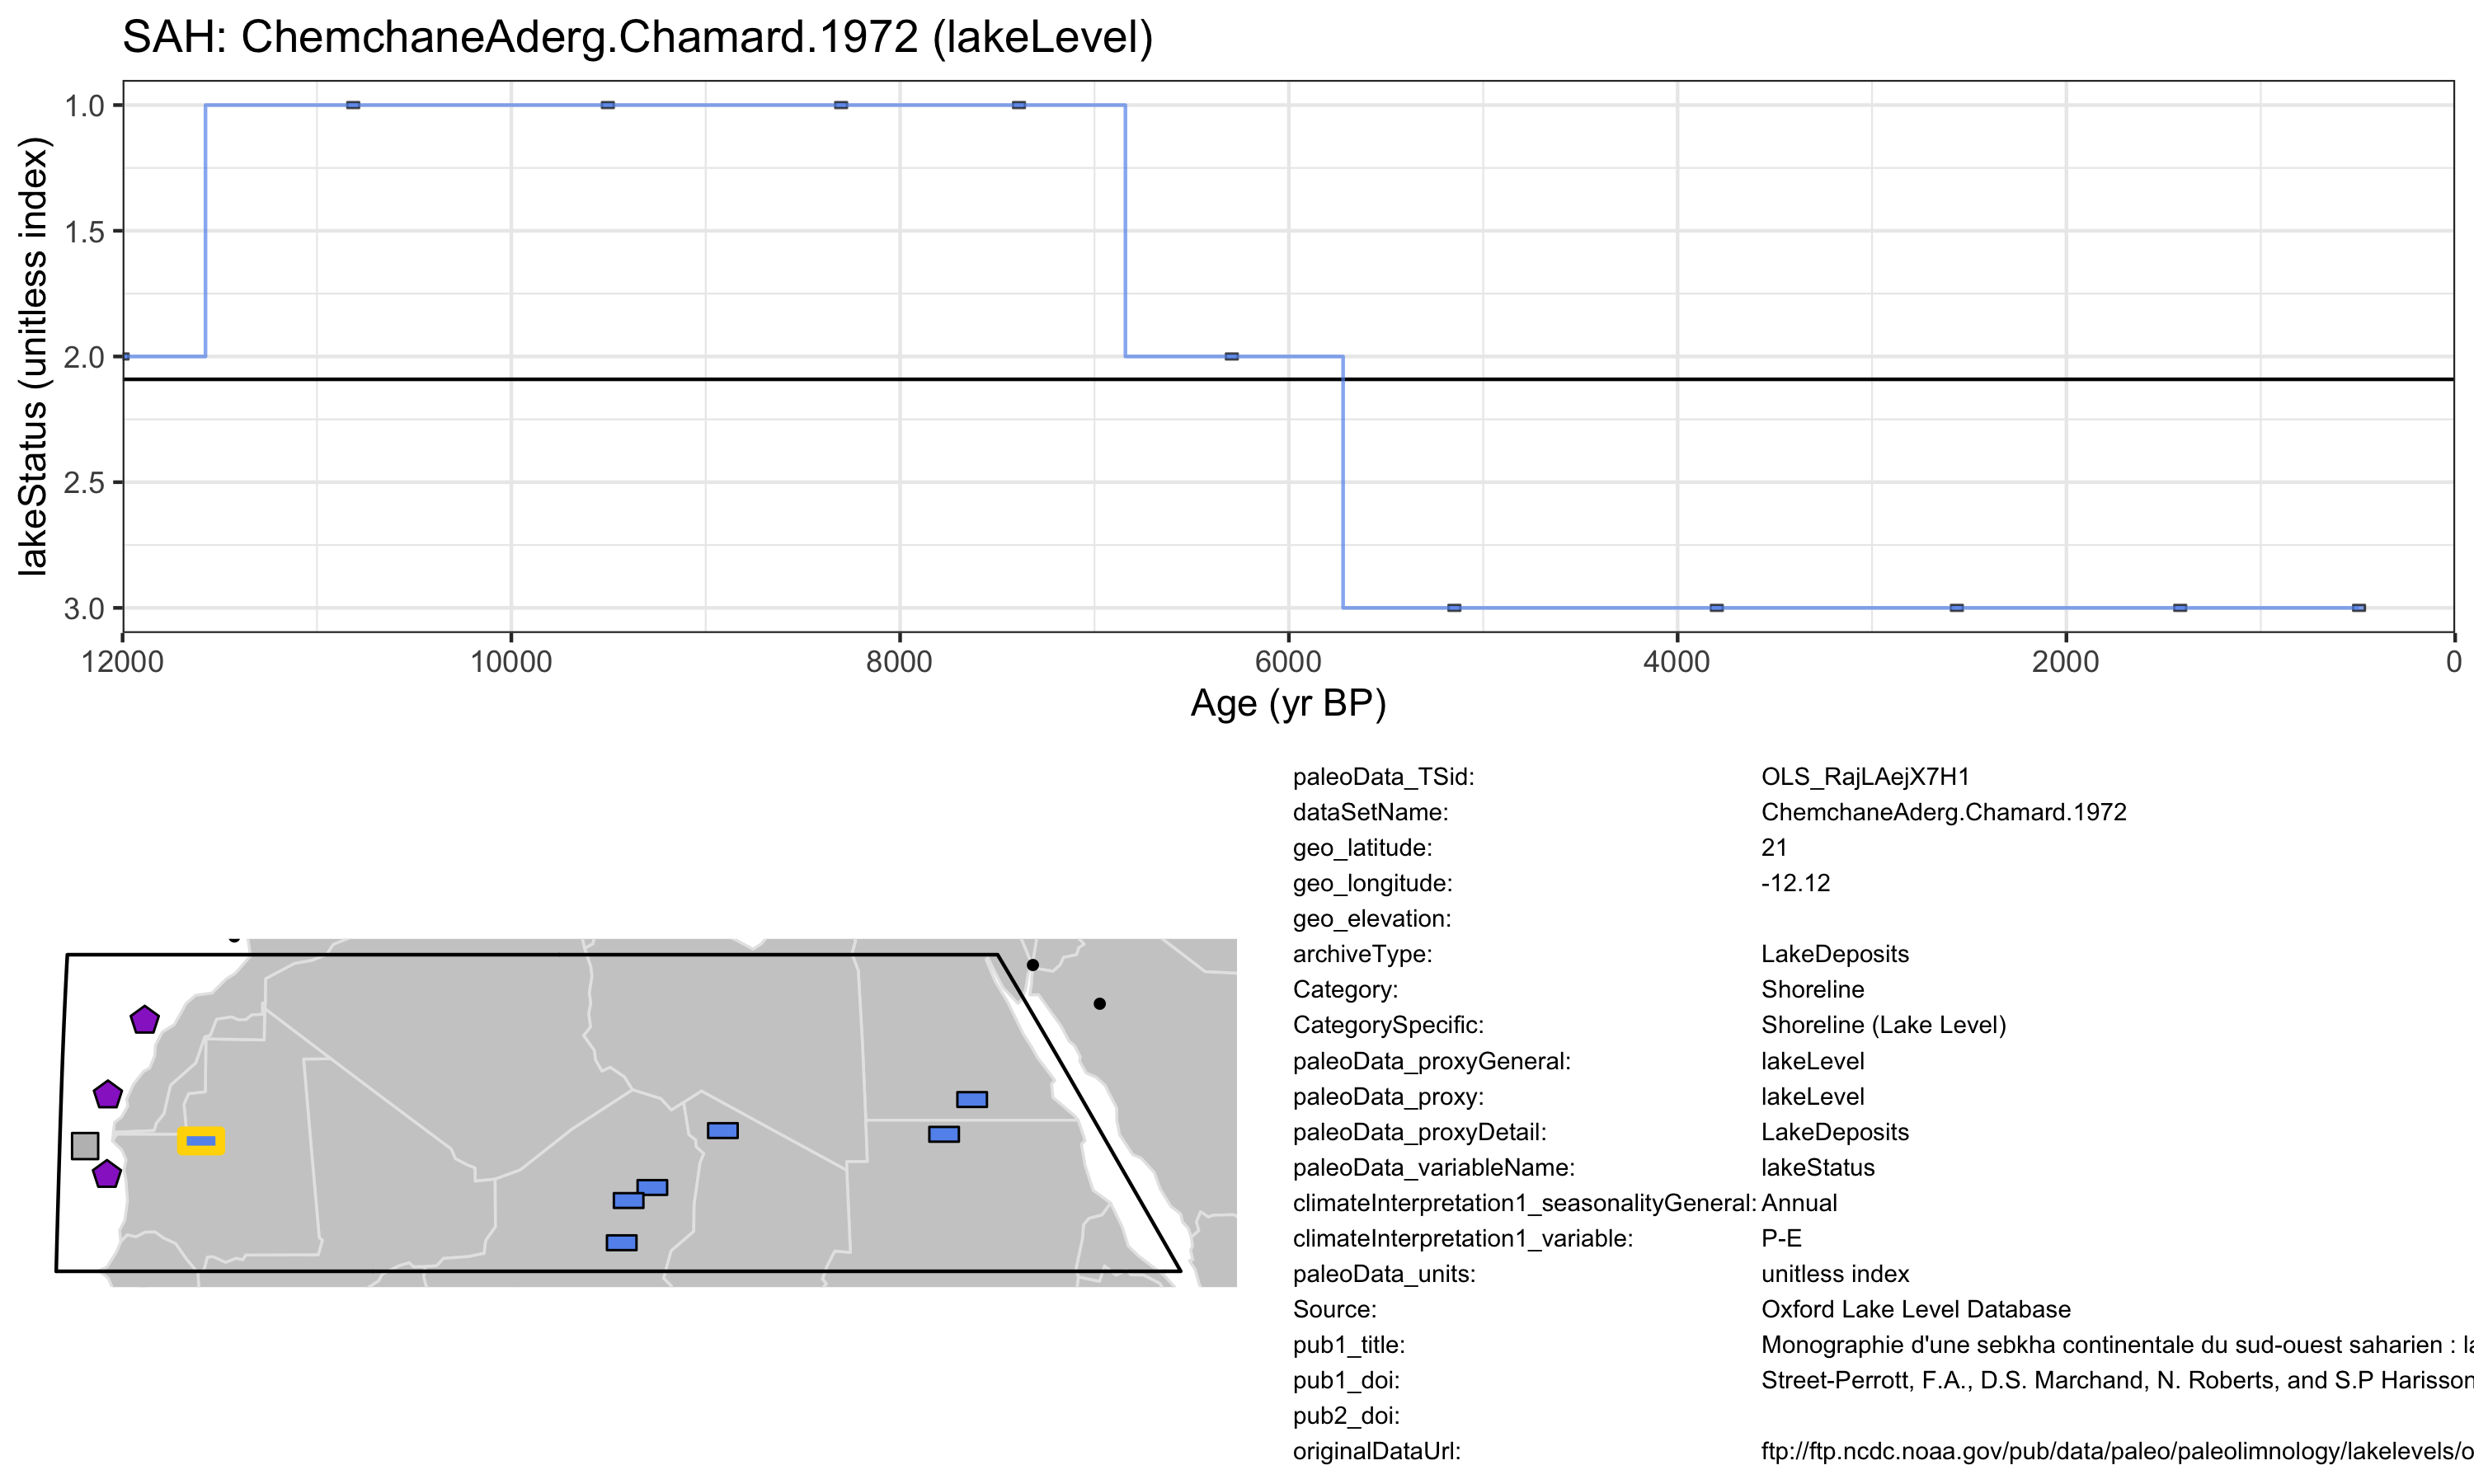 SAH: ChemchaneAderg.Chamard.1972 (lakeLevel)
lakeStatus (unitless index)
1.0
1.5
2.0
2.5
3.0
12000 10000 8000 6000 4000 2000 0
Age (yr BP)
paleoData_TSid: OLS_RajLAejX7H1
dataSetName: ChemchaneAderg.Chamard.1972
geo_latitude: 21
geo_longitude: -12.12
geo_elevation:
archiveType: LakeDeposits
Category: Shoreline
CategorySpecific: Shoreline (Lake Level)
paleoData_proxyGeneral: lakeLevel
paleoData_proxy: lakeLevel
paleoData_proxyDetail: LakeDeposits
paleoData_variableName: lakeStatus
climateInterpretation1_seasonalityGeneral: Annual
climateInterpretation1_variable: P-E
paleoData_units: unitless index
Source: Oxford Lake Level Database
pub1_title: Monographie d'une sebkha continentale du sud-ouest saharien :
pub1_doi: Street-Perrott, F.A., D.S. Marchand, N. Roberts, and S.P Harisson
pub2_doi:
originalDataUrl: ftp://ftp.ncdc.noaa.gov/pub/data/paleo/paleolimnology/lakelevels/o